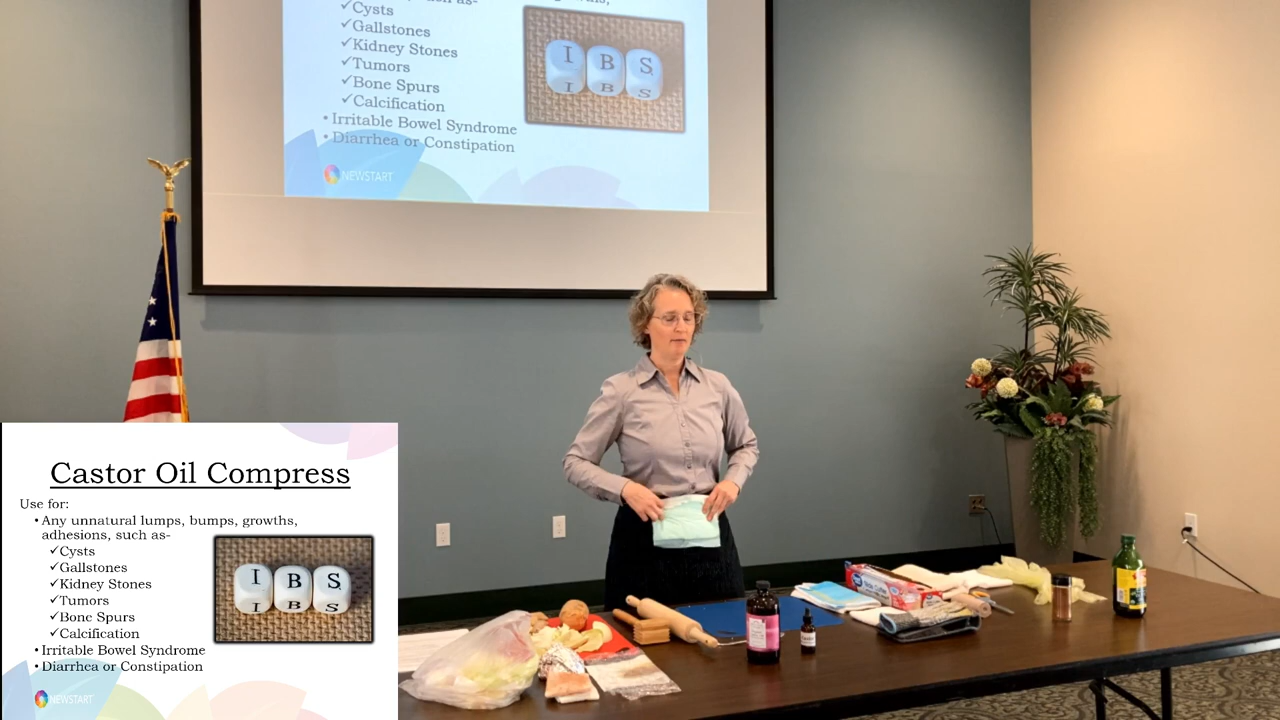 ✓Cysts
✓Gallstones
✓Kidney Stones
✓Tumors
✓Bone Spurs
✓Calcification
• Irritable Bowel Syndrome
• Diarrhea or Constipation
I B S
I B S
NEWSTART
Castor Oil Compress
Use for:
• Any unnatural lumps, bumps, growths,
adhesions, such as-
✓Cysts
✓Gallstones
✓Kidney Stones
✓Tumors
✓Bone Spurs
✓Calcification
• Irritable Bowel Syndrome
• Diarrhea or Constipation
I B S
I B S
NEWSTART